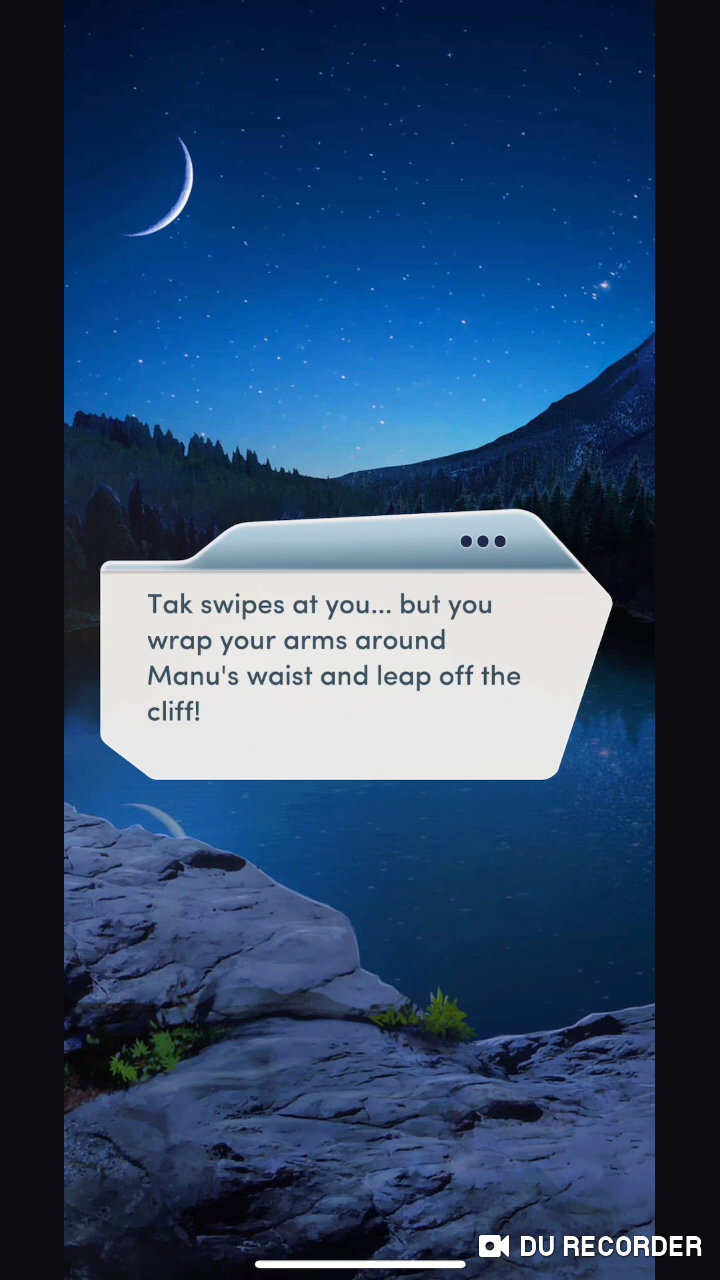 Tak swipes at you... but you
wrap your arms around
Manu's waist and leap off the
cliff!
DU RECORDER